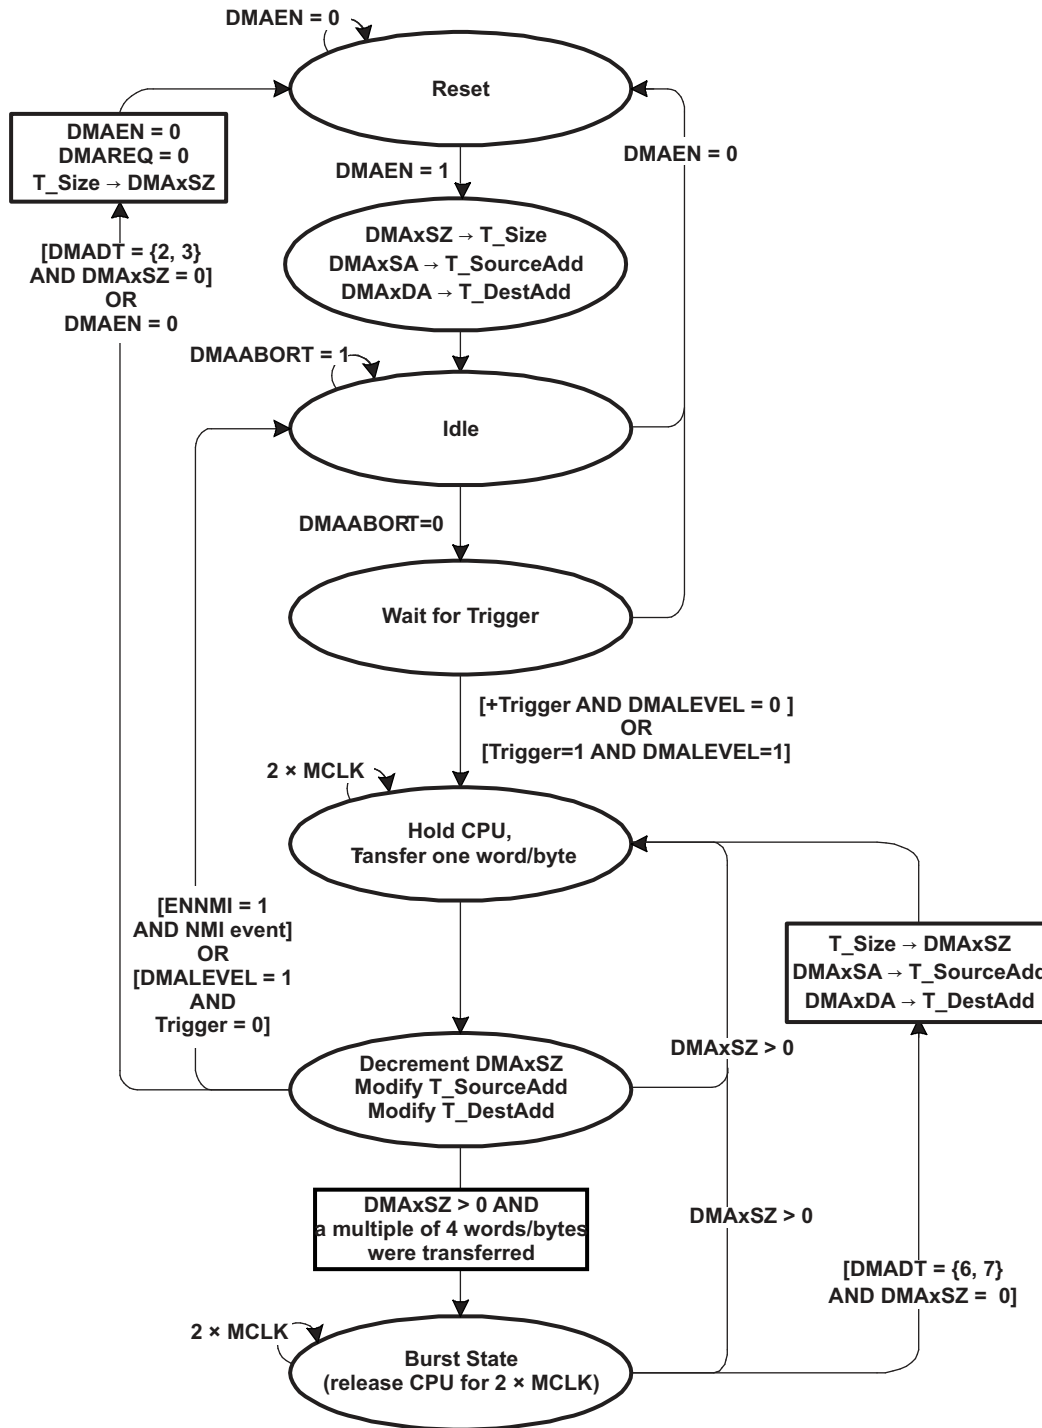 DMAEN = 0
Reset
DMAEN = 0
DMAREQ = 0
T_Size → DMAxSZ
DMAEN = 0
DMAEN = 1
DMAxSZ → T_Size
DMAxSA → T_SourceAdd
DMAxDA → T_DestAdd
[DMADT = {2, 3}
AND DMAxSZ = 0]
OR
DMAEN = 0
DMAABORT = 1
Idle
DMAABORT=0
Wait for Trigger
[+Trigger AND DMALEVEL = 0 ]
OR
[Trigger=1 AND DMALEVEL=1]
2 × MCLK
Hold CPU,
Tansfer one word/byte
[ENNMI = 1
AND NMI event]
OR
[DMALEVEL = 1
AND
Trigger = 0]
T_Size → DMAxSZ
DMAxSA → T_SourceAdd
DMAxDA → T_DestAdd
DMAxSZ > 0
Decrement DMAxSZ
Modify T_SourceAdd
Modify T_DestAdd
DMAxSZ > 0 AND
a multiple of 4 words/bytes
were transferred
DMAxSZ > 0
[DMADT = {6, 7}
AND DMAxSZ = 0]
2 × MCLK
Burst State
(release CPU for 2 × MCLK)